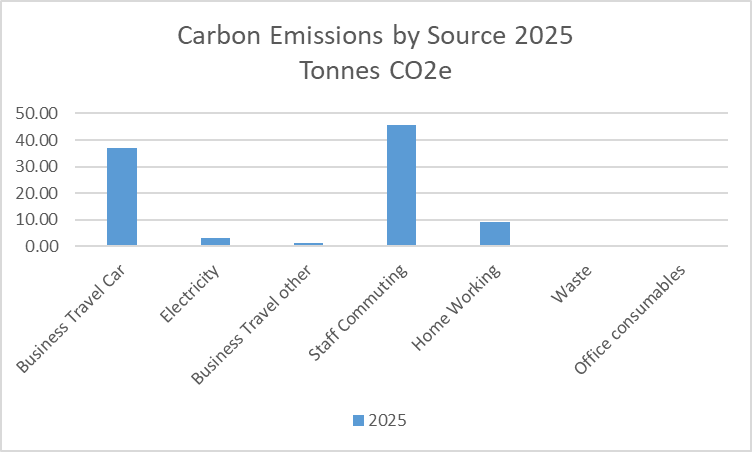 Carbon Emissions by Source 2025
Tonnes CO2e
50.00
40.00
30.00
20.00
10.00
0.00
Business Travel Car
Electricity
Business Travel other
Staff Commuting
Home Working
Waste
Office consumables
2025